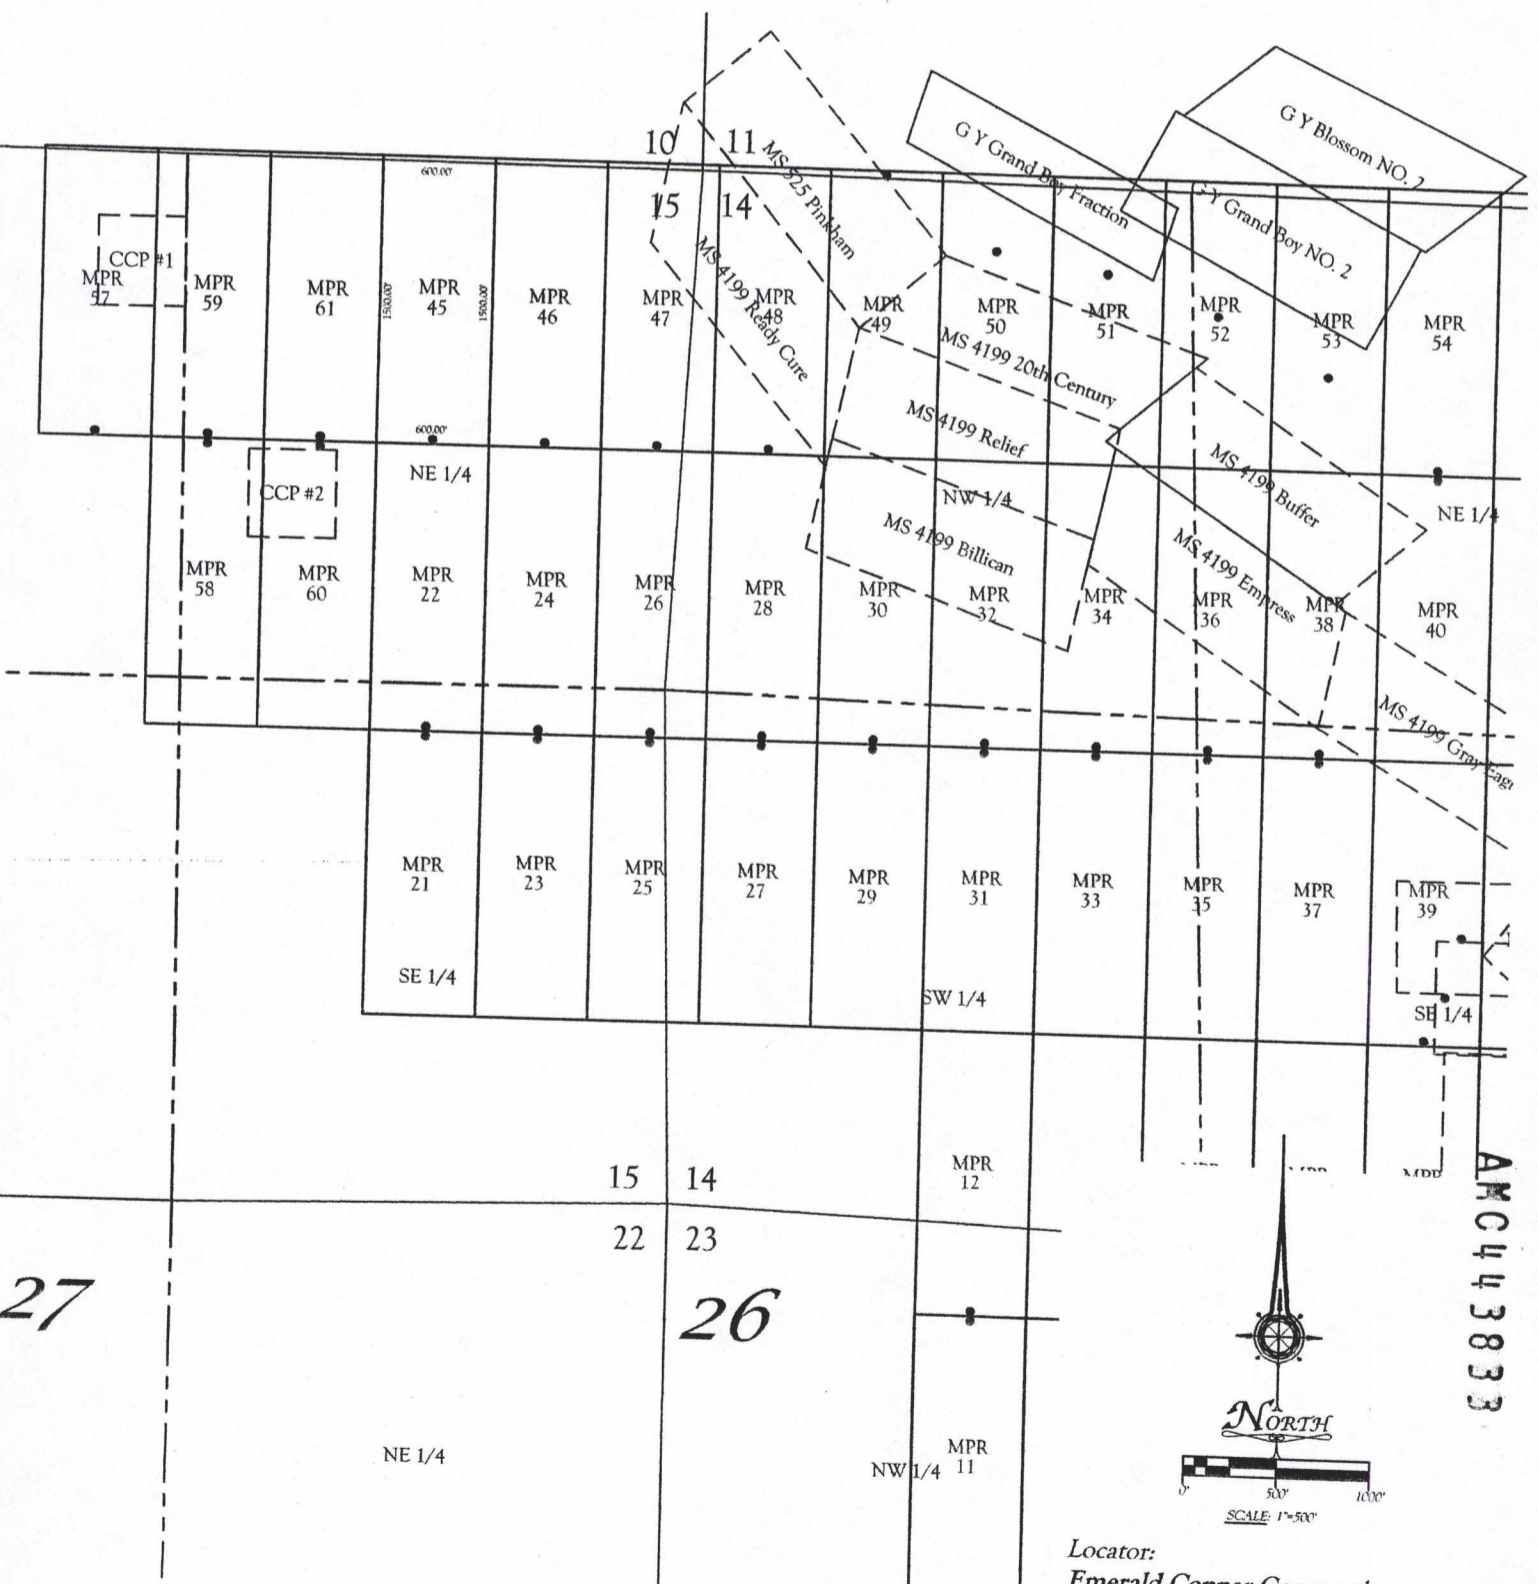 G Y Blossom NO. 2
G Y Grand Boy Fraction
G Y Grand Boy NO. 2
10
11
15
14
MS 525 Pinkham
600.00'
MS 4199 Ready Cure
CCP #1
MPR
57
MPR
59
MPR
61
1500.00'
MPR
45
1500.00'
MPR
46
MPR
47
MPR
48
MPR
49
MPR
50
MPR
51
MPR
52
MPR
53
MPR
54
MS 4199 20th Century
MS 4199 Relief
600.00'
NE 1/4
CCP #2
NW 1/4
MS 4199 Buffer
NE 1/4
MS 4199 Billican
MS 4199 Empress
MPR
58
MPR
60
MPR
22
MPR
24
MPR
26
MPR
28
MPR
30
MPR
32
MPR
34
MPR
36
MPR
38
MPR
40
MS 4199 Gray Eag
MPR
21
MPR
23
MPR
25
MPR
27
MPR
29
MPR
31
MPR
33
MPR
35
MPR
37
MPR
39
SE 1/4
SW 1/4
SE 1/4
15
14
MPR
12
22
23
27
26
AMC443833
NORTH
NE 1/4
NW 1/4
MPR
11
0'
500'
1000'
SCALE: 1"=500'
Locator:
Emerald Copper